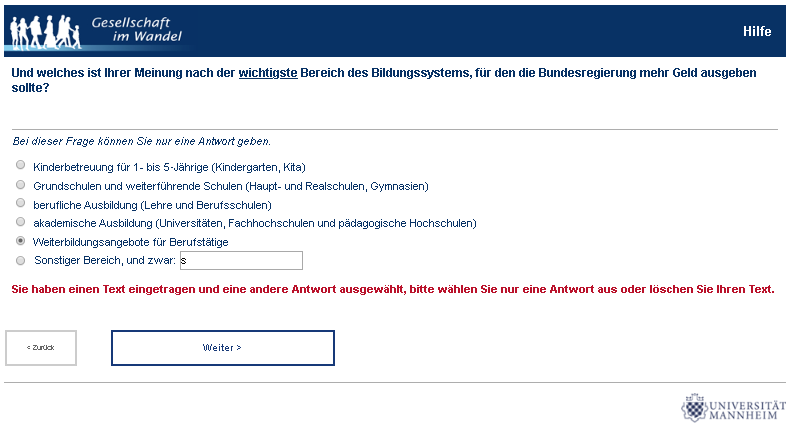 Gesellschaft
im Wandel
Hilfe
Und welches ist Ihrer Meinung nach der wichtigste Bereich des Bildungssystems, für den die Bundesregierung mehr Geld ausgeben
sollte?
Bei dieser Frage können Sie nur eine Antwort geben.
Kinderbetreuung für 1- bis 5-Jährige (Kindergarten, Kita)
Grundschulen und weiterführende Schulen (Haupt- und Realschulen, Gymnasien)
berufliche Ausbildung (Lehre und Berufsschulen)
akademische Ausbildung (Universitäten, Fachhochschulen und pädagogische Hochschulen)
Weiterbildungsangebote für Berufstätige
Sonstiger Bereich, und zwar: s
Sie haben einen Text eingetragen und eine andere Antwort ausgewählt, bitte wählen Sie nur eine Antwort aus oder löschen Sie Ihren Text.
< Zurück
Weiter >
UNIVERSITÄT
MANNHEIM